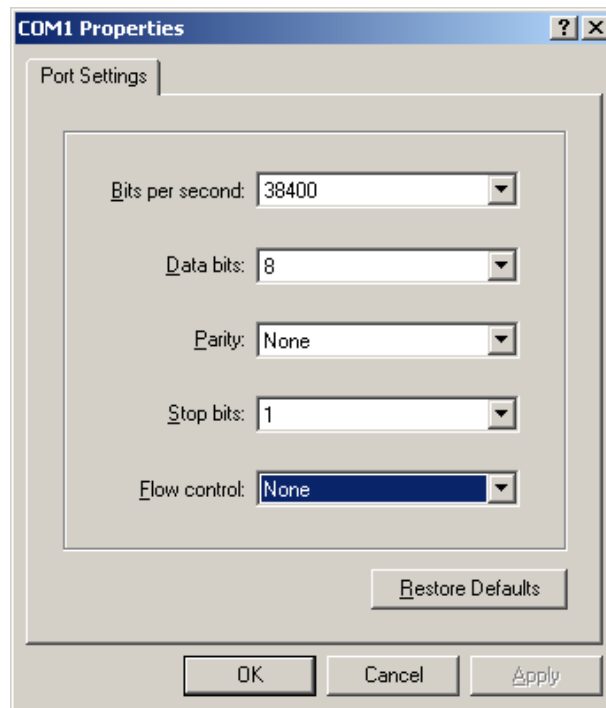 COM1 Properties
Port Settings
Bits per second: 38400
Data bits: 8
Parity: None
Stop bits: 1
Flow control: None
Restore Defaults
OK Cancel Apply